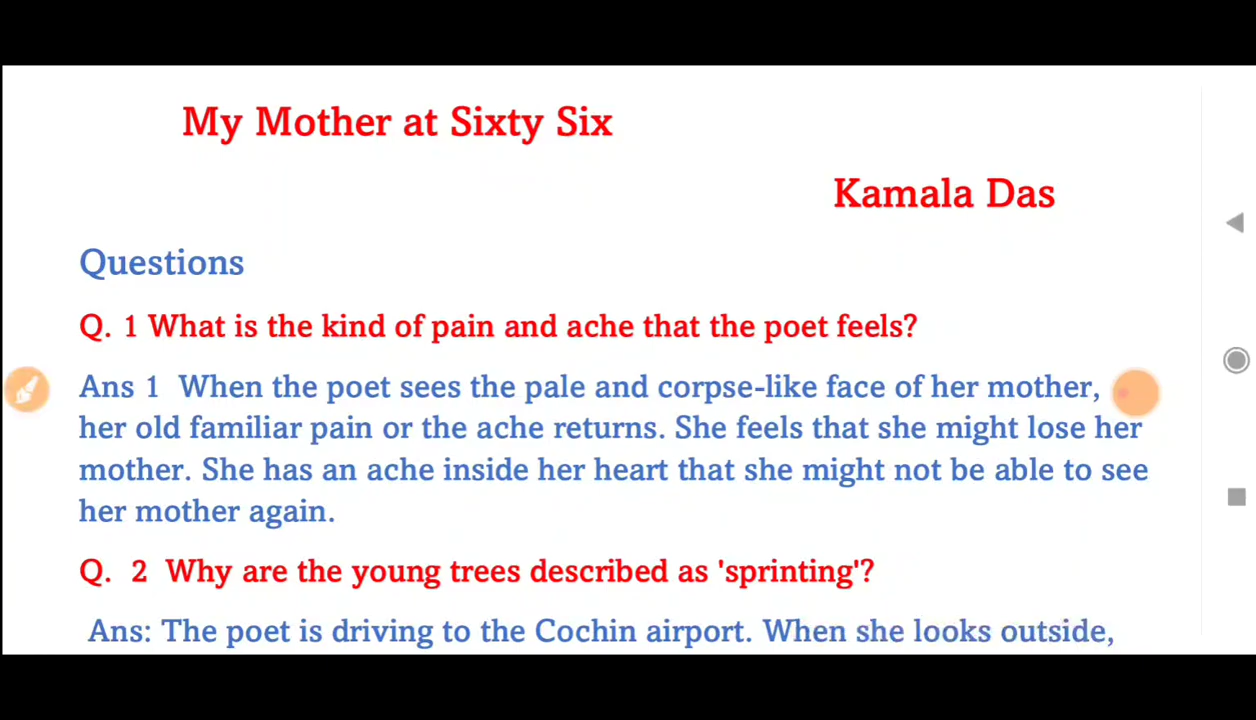 My Mother at Sixty Six
Kamala Das
Questions
Q. 1 What is the kind of pain and ache that the poet feels?
Ans 1 When the poet sees the pale and corpse-like face of her mother,
her old familiar pain or the ache returns. She feels that she might lose her
mother. She has an ache inside her heart that she might not be able to see
her mother again.
Q. 2 Why are the young trees described as 'sprinting'?
Ans: The poet is driving to the Cochin airport. When she looks outside,